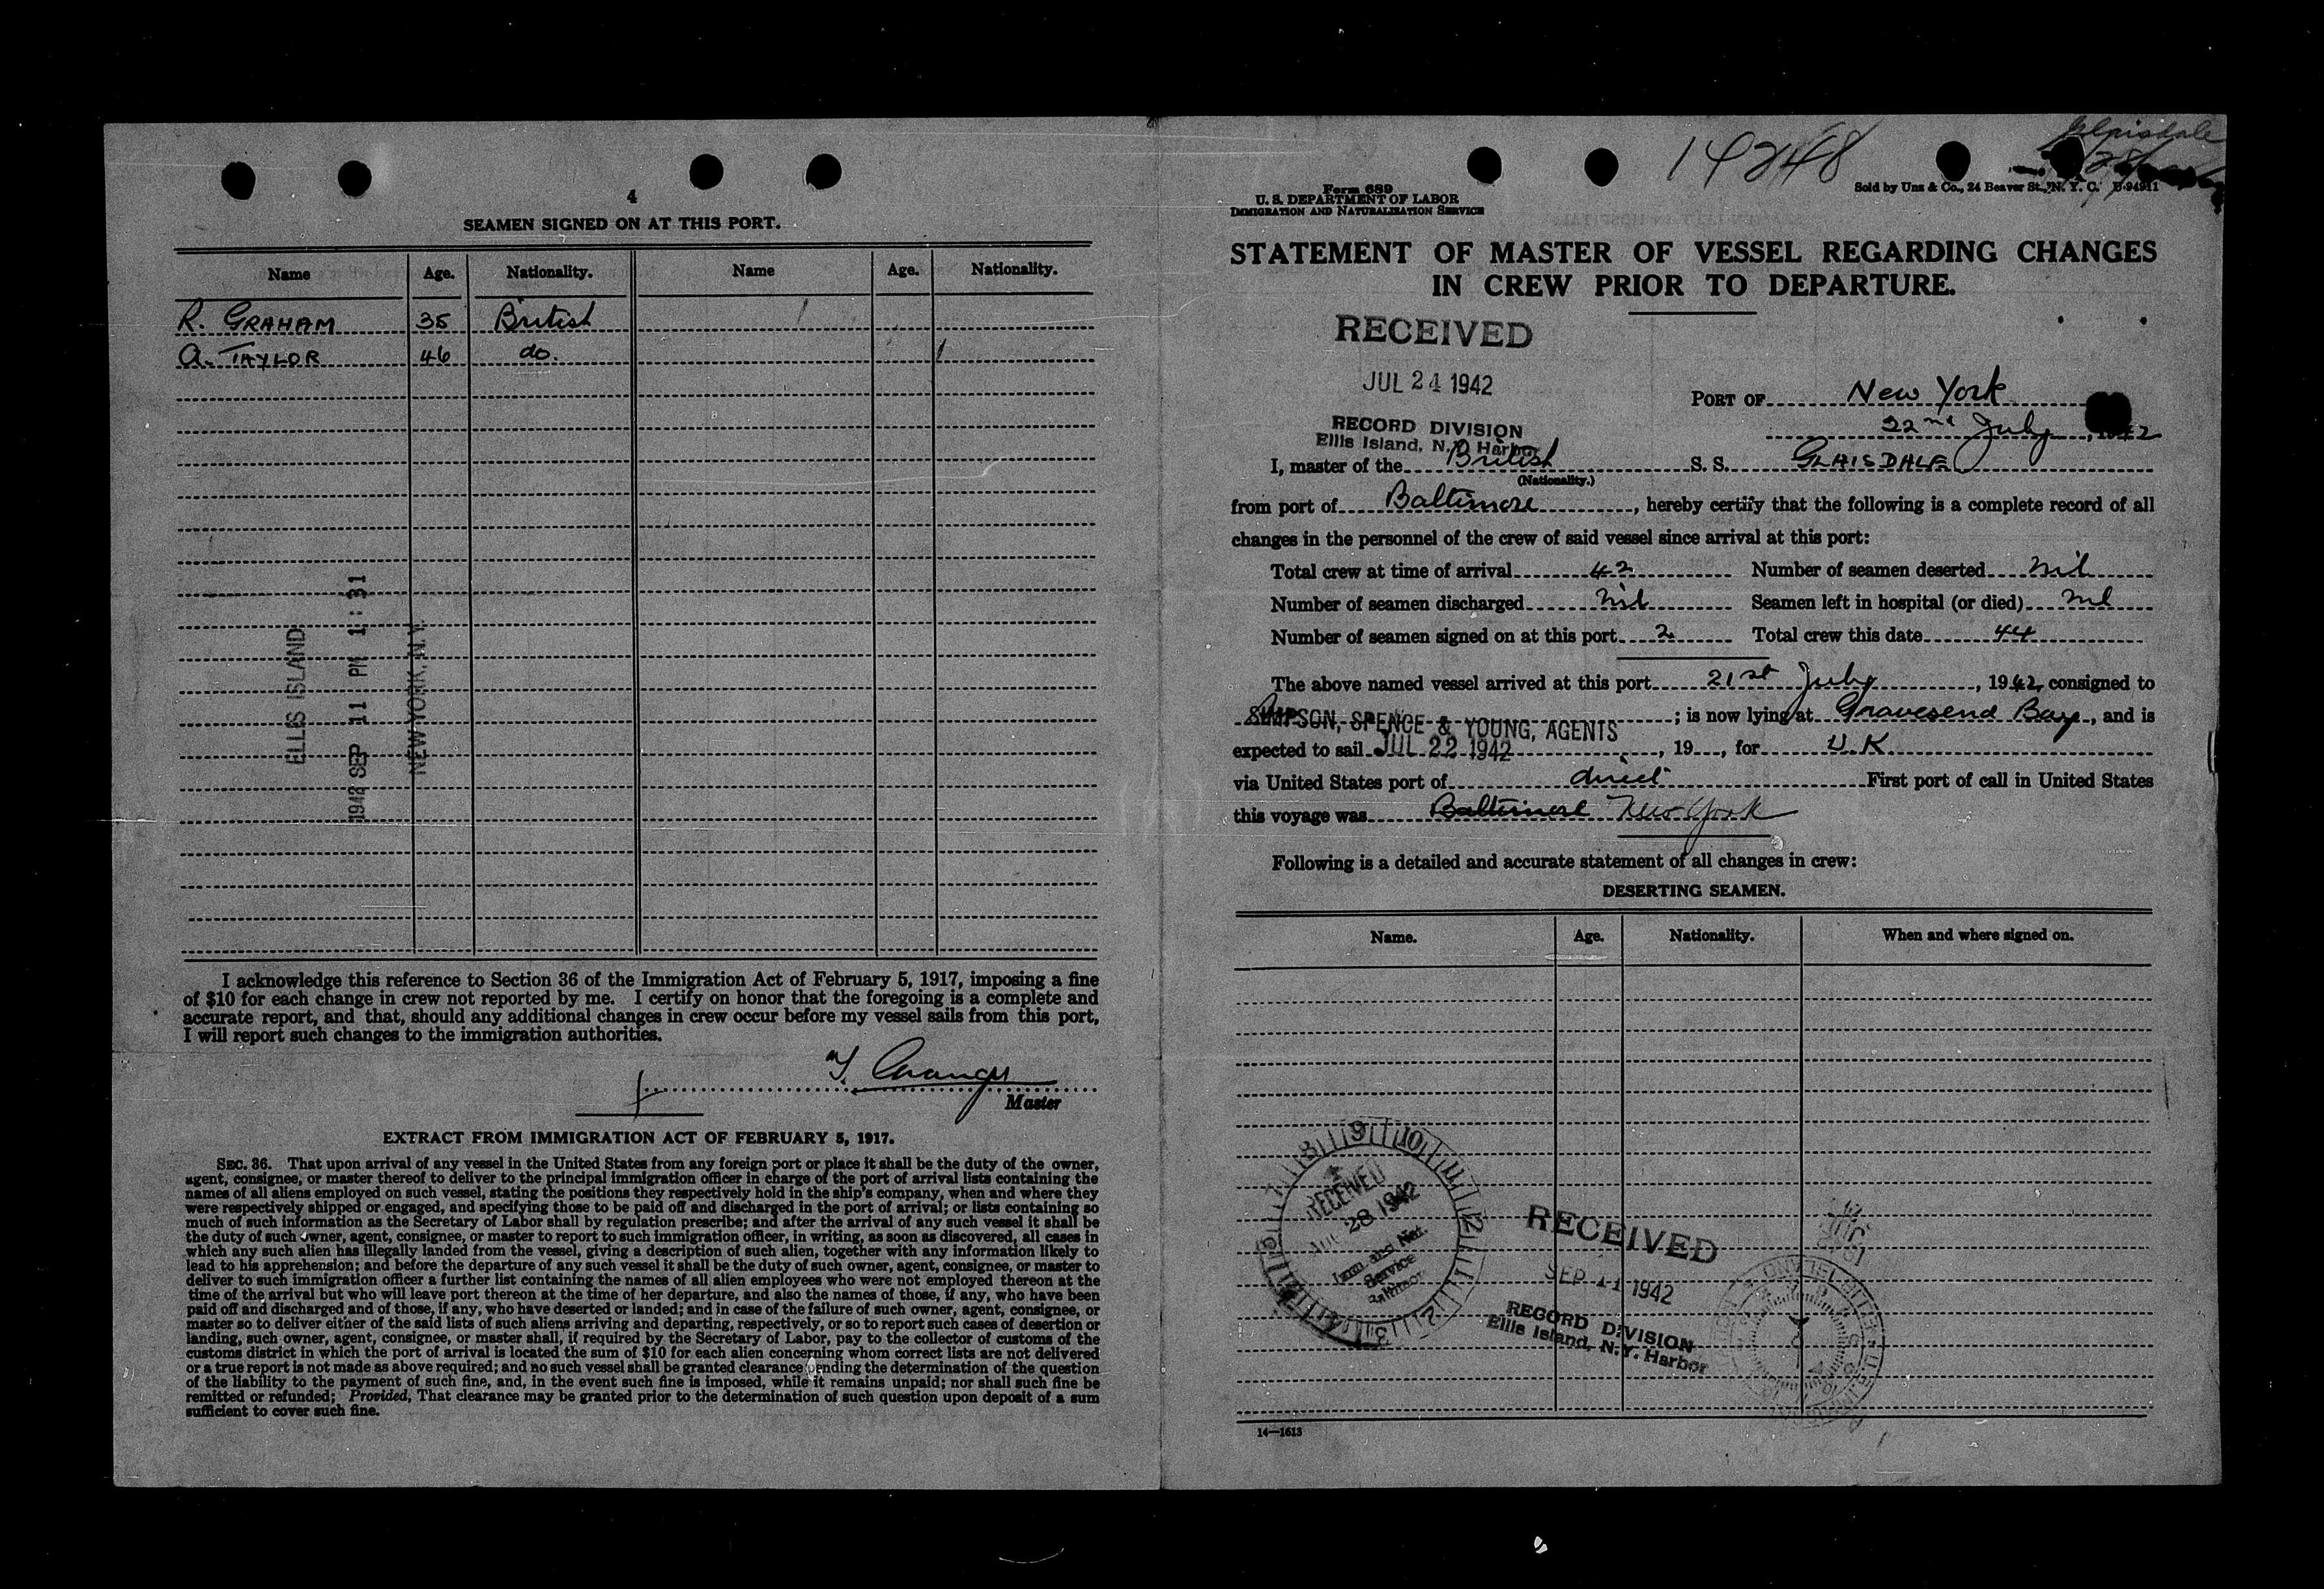 4
SEAMEN SIGNED ON AT THIS PORT.
Name Age. Nationality. Name Age. Nationality.
R. GRAHAM 35 British
A. TAYLOR 46 do.
ELLIS ISLAND
1942 SEP 11 PM 1:31
NEW YORK, N.Y.
I acknowledge this reference to Section 36 of the Immigration Act of February 5, 1917, imposing a fine
of $10 for each change in crew not reported by me. I certify on honor that the foregoing is a complete and
accurate report, and that, should any additional changes in crew occur before my vessel sails from this port,
I will report such changes to the immigration authorities.
Master
EXTRACT FROM IMMIGRATION ACT OF FEBRUARY 5, 1917.
SEC. 36. That upon arrival of any vessel in the United States from any foreign port or place it shall be the duty of the owner,
agent, consignee, or master thereof to deliver to the principal immigration officer in charge of the port of arrival lists containing the
names of all aliens employed on such vessel, stating the positions they respectively hold in the ship's company, when and where they
were respectively shipped or engaged, and specifying those to be paid off and discharged in the port of arrival; or lists containing so
much of such information as the Secretary of Labor shall by regulation prescribe; and after the arrival of any such vessel it shall be
the duty of such owner, agent, consignee, or master to report to such immigration officer, in writing, as soon as discovered, all cases in
which any such alien has illegally landed from the vessel, giving a description of such alien, together with any information likely to
lead to his apprehension; and before the departure of any such vessel it shall be the duty of such owner, agent, consignee, or master to
deliver to such immigration officer a further list containing the names of all alien employees who were not employed thereon at the
time of the arrival but who will leave port thereon at the time of her departure, and also the names of those, if any, who have been
paid off and discharged and of those, if any, who have deserted or landed; and in case of the failure of such owner, agent, consignee, or
master so to deliver either of the said lists of such aliens arriving and departing, respectively, or so to report such cases of desertion or
landing, such owner, agent, consignee, or master shall, if required by the Secretary of Labor, pay to the collector of customs of the
customs district in which the port of arrival is located the sum of $10 for each alien concerning whom correct lists are not delivered
or a true report is not made as above required; and no such vessel shall be granted clearance pending the determination of the question
of the liability to the payment of such fine, and, in the event such fine is imposed, while it remains unpaid; nor shall such fine be
remitted or refunded; Provided, That clearance may be granted prior to the determination of such question upon deposit of a sum
sufficient to cover such fine.
14248
Form 689
U. S. DEPARTMENT OF LABOR
IMMIGRATION AND NATURALIZATION SERVICE
Sold by Unz & Co., 24 Beaver St., N. Y. C.
STATEMENT OF MASTER OF VESSEL REGARDING CHANGES
IN CREW PRIOR TO DEPARTURE.
RECEIVED
JUL 24 1942
RECORD DIVISION
Ellis Island, N.Y. Harbor
PORT OF New York
22nd July, 1942
I, master of the British S. S. GLAISDALE
(Nationality.)
from port of Baltimore, hereby certify that the following is a complete record of all
changes in the personnel of the crew of said vessel since arrival at this port:
Total crew at time of arrival 42 Number of seamen deserted nil
Number of seamen discharged nil Seamen left in hospital (or died) nil
Number of seamen signed on at this port 2 Total crew this date 44
The above named vessel arrived at this port 21st July, 1942, consigned to
SIMPSON, SPENCE & YOUNG, AGENTS; is now lying at Gravesend Bay, and is
expected to sail JUL 22 1942, 19, for U.K.
via United States port of direct First port of call in United States
this voyage was Baltimore New York
Following is a detailed and accurate statement of all changes in crew:
DESERTING SEAMEN.
Name. Age. Nationality. When and where signed on.
RECEIVED
28 1942
Imm. and Nat.
Service
Baltimore
RECEIVED
SEP 11 1942
RECORD DIVISION
Ellis Island, N.Y. Harbor
14—1613